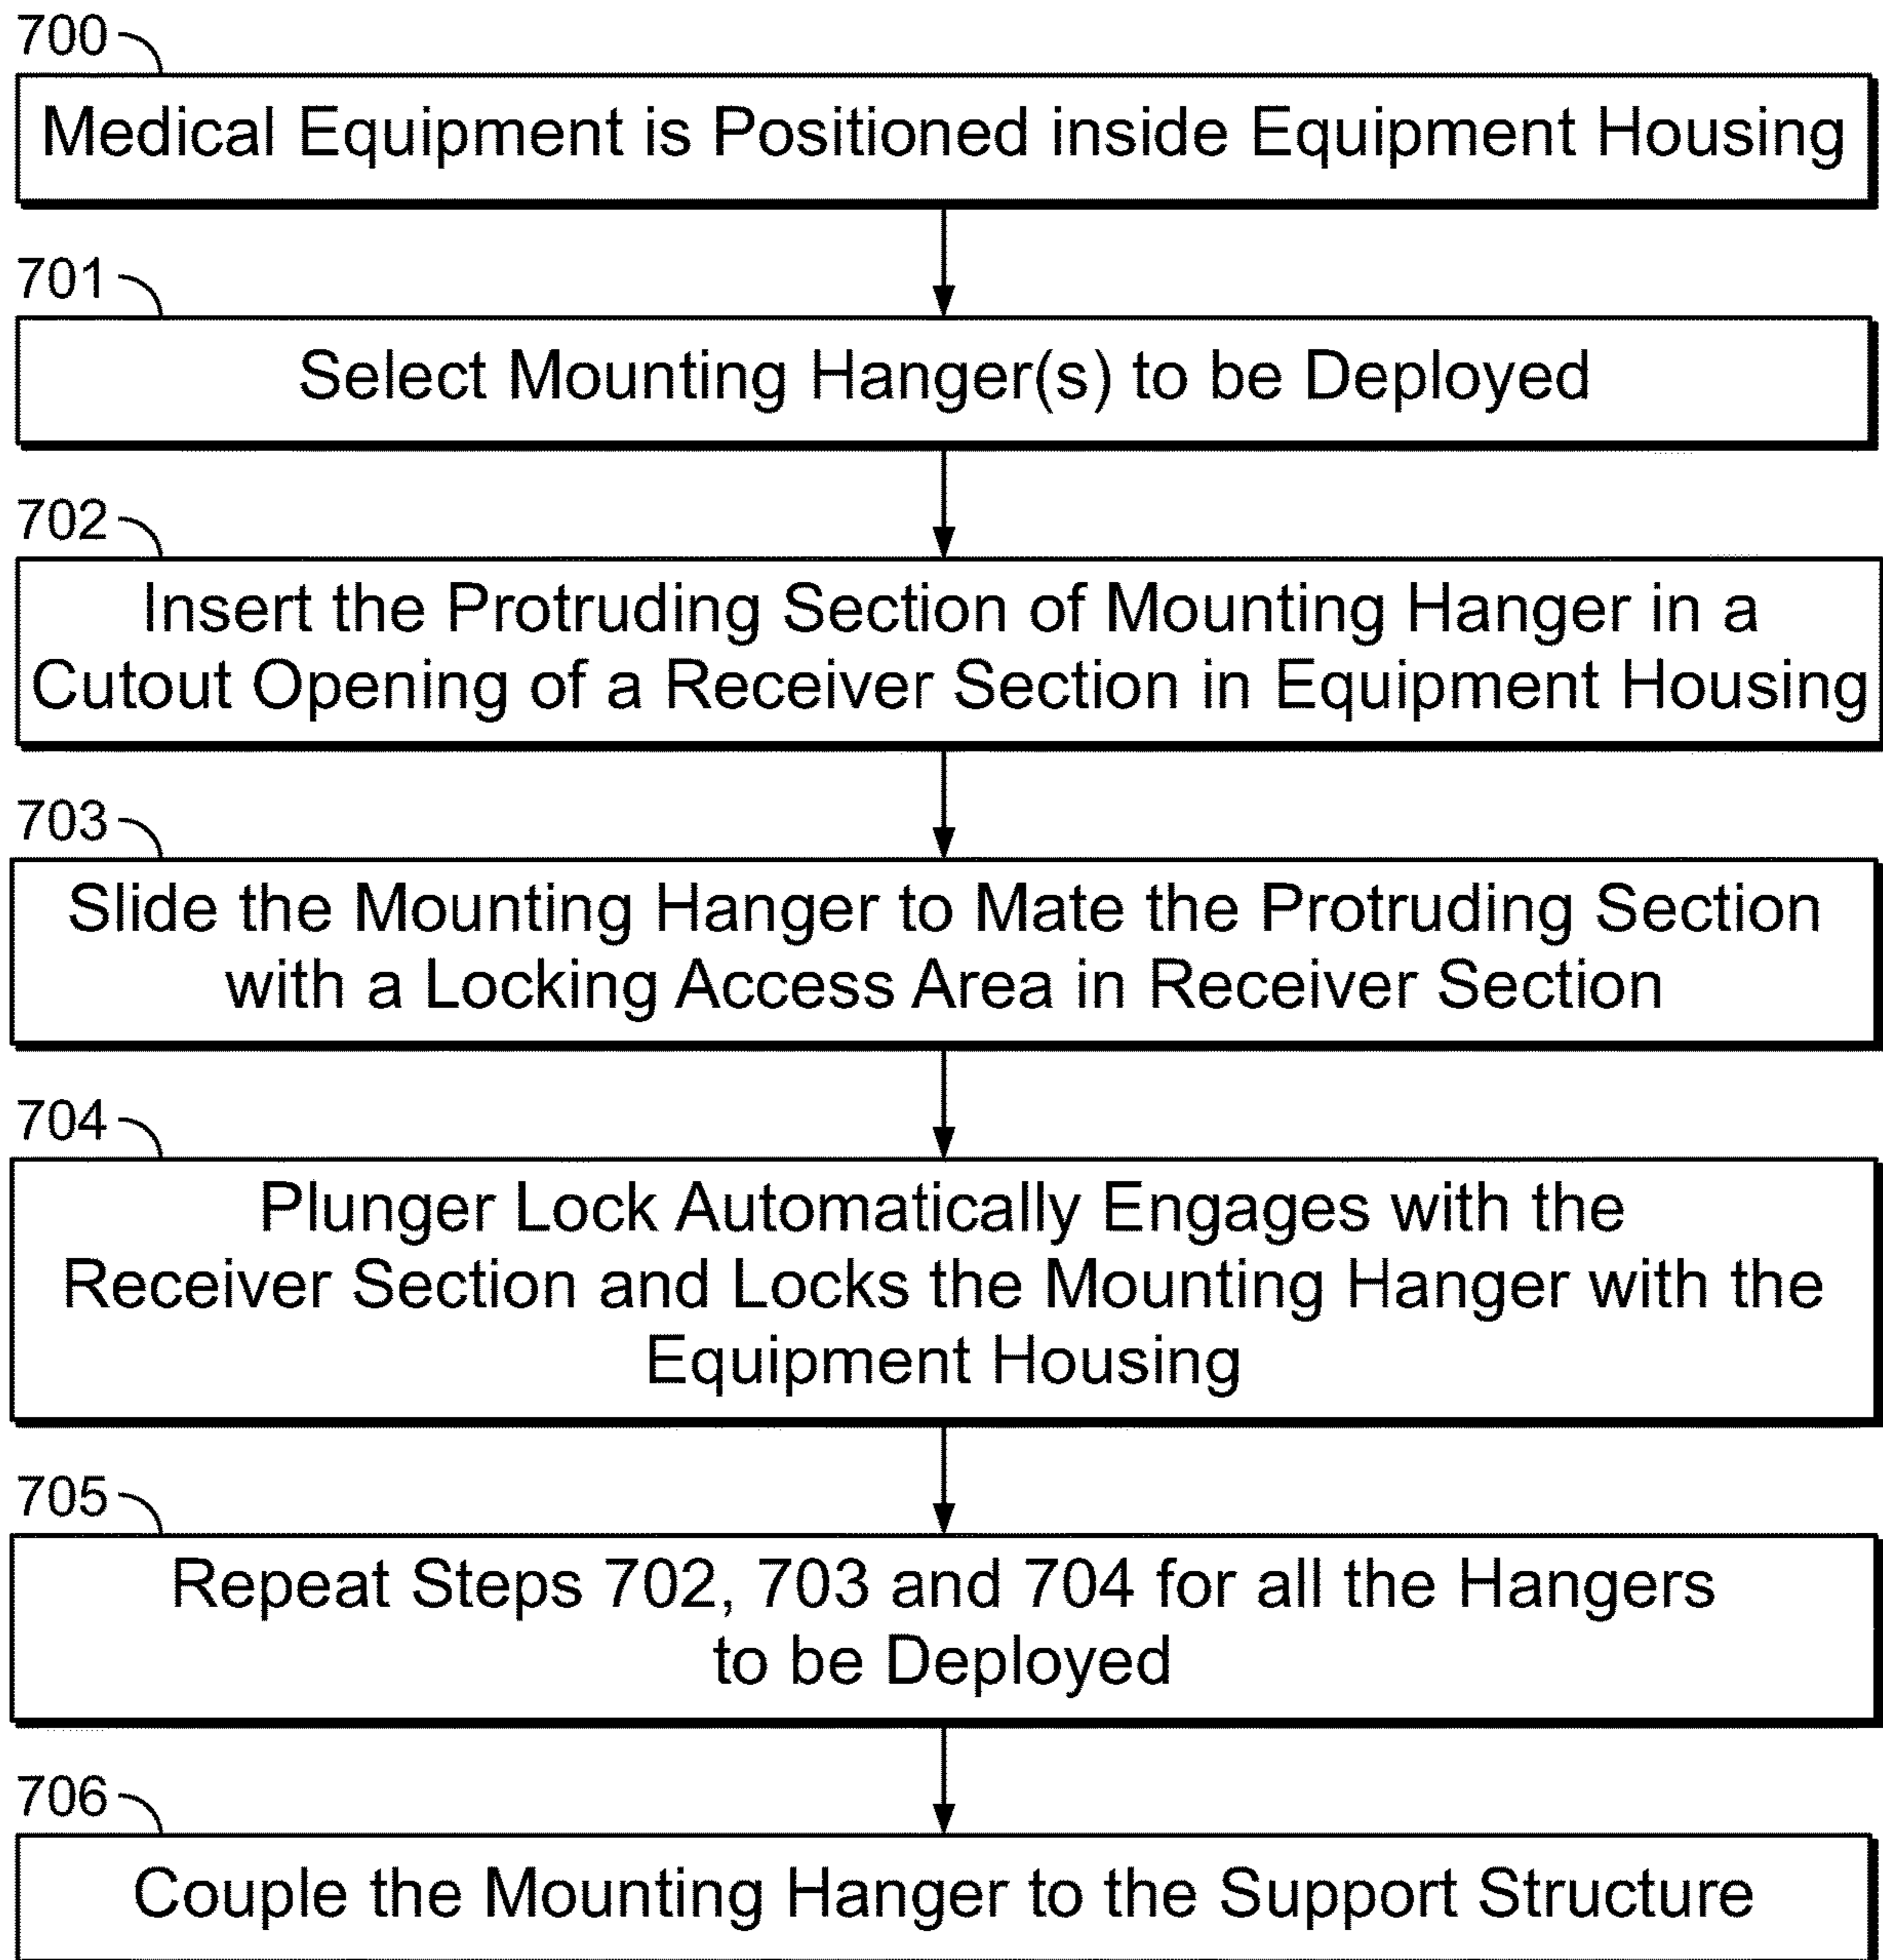 700
Medical Equipment is Positioned inside Equipment Housing
701
Select Mounting Hanger(s) to be Deployed
702
Insert the Protruding Section of Mounting Hanger in a
Cutout Opening of a Receiver Section in Equipment Housing
703
Slide the Mounting Hanger to Mate the Protruding Section
with a Locking Access Area in Receiver Section
704
Plunger Lock Automatically Engages with the
Receiver Section and Locks the Mounting Hanger with the
Equipment Housing
705
Repeat Steps 702, 703 and 704 for all the Hangers
to be Deployed
706
Couple the Mounting Hanger to the Support Structure